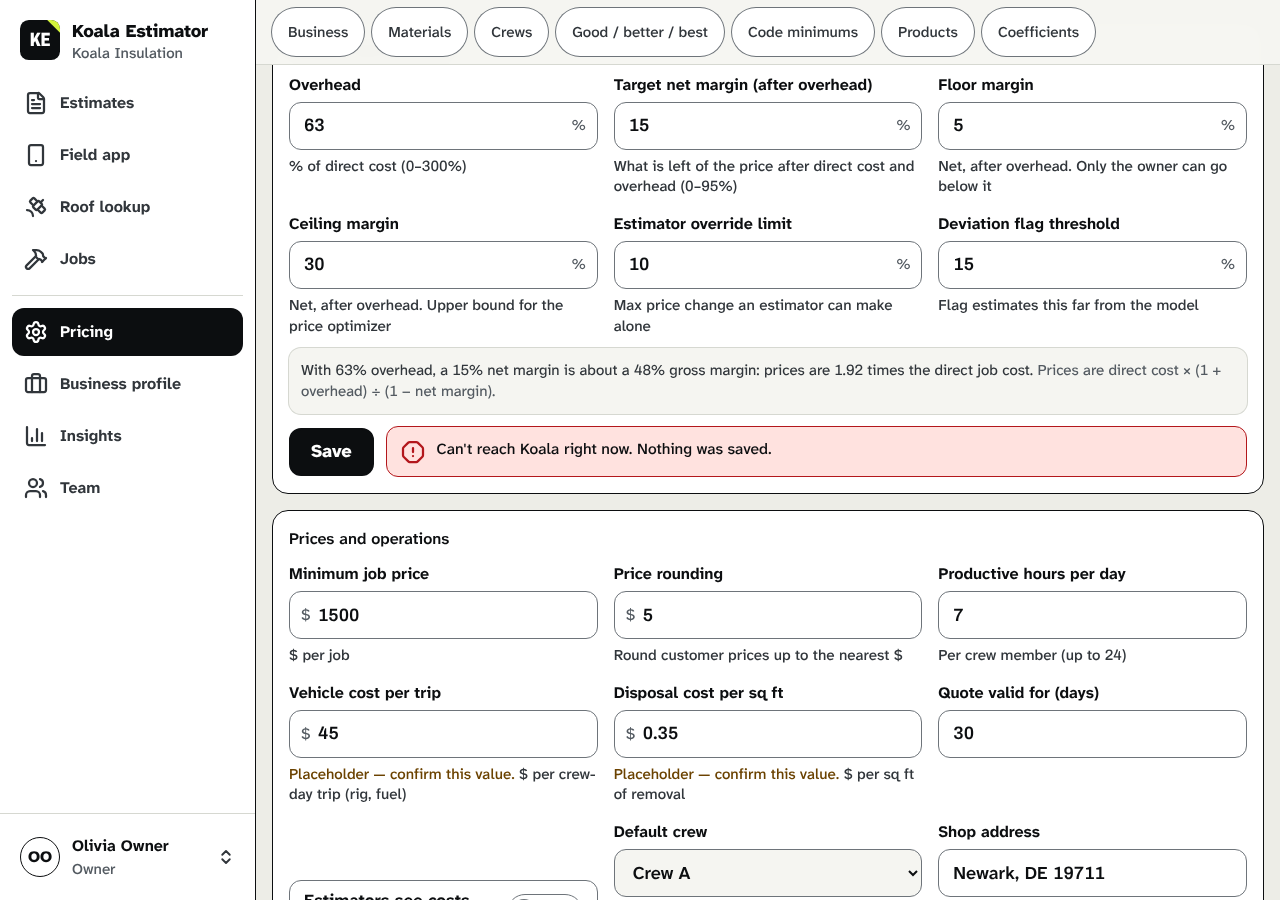 KE
Koala Estimator
Koala Insulation
Estimates
Field app
Roof lookup
Jobs
Pricing
Business profile
Insights
Team
OO
Olivia Owner
Owner
Business
Materials
Crews
Good / better / best
Code minimums
Products
Coefficients
Overhead
63 %
% of direct cost (0–300%)
Target net margin (after overhead)
15 %
What is left of the price after direct cost and
overhead (0–95%)
Floor margin
5 %
Net, after overhead. Only the owner can go
below it
Ceiling margin
30 %
Net, after overhead. Upper bound for the
price optimizer
Estimator override limit
10 %
Max price change an estimator can make
alone
Deviation flag threshold
15 %
Flag estimates this far from the model
With 63% overhead, a 15% net margin is about a 48% gross margin: prices are 1.92 times the direct job cost. Prices are direct cost × (1 +
overhead) ÷ (1 − net margin).
Save
Can't reach Koala right now. Nothing was saved.
Prices and operations
Minimum job price
$ 1500
$ per job
Price rounding
$ 5
Round customer prices up to the nearest $
Productive hours per day
7
Per crew member (up to 24)
Vehicle cost per trip
$ 45
Placeholder — confirm this value. $ per crew-
day trip (rig, fuel)
Disposal cost per sq ft
$ 0.35
Placeholder — confirm this value. $ per sq ft
of removal
Quote valid for (days)
30
Default crew
Crew A
Shop address
Newark, DE 19711
Estimators see costs